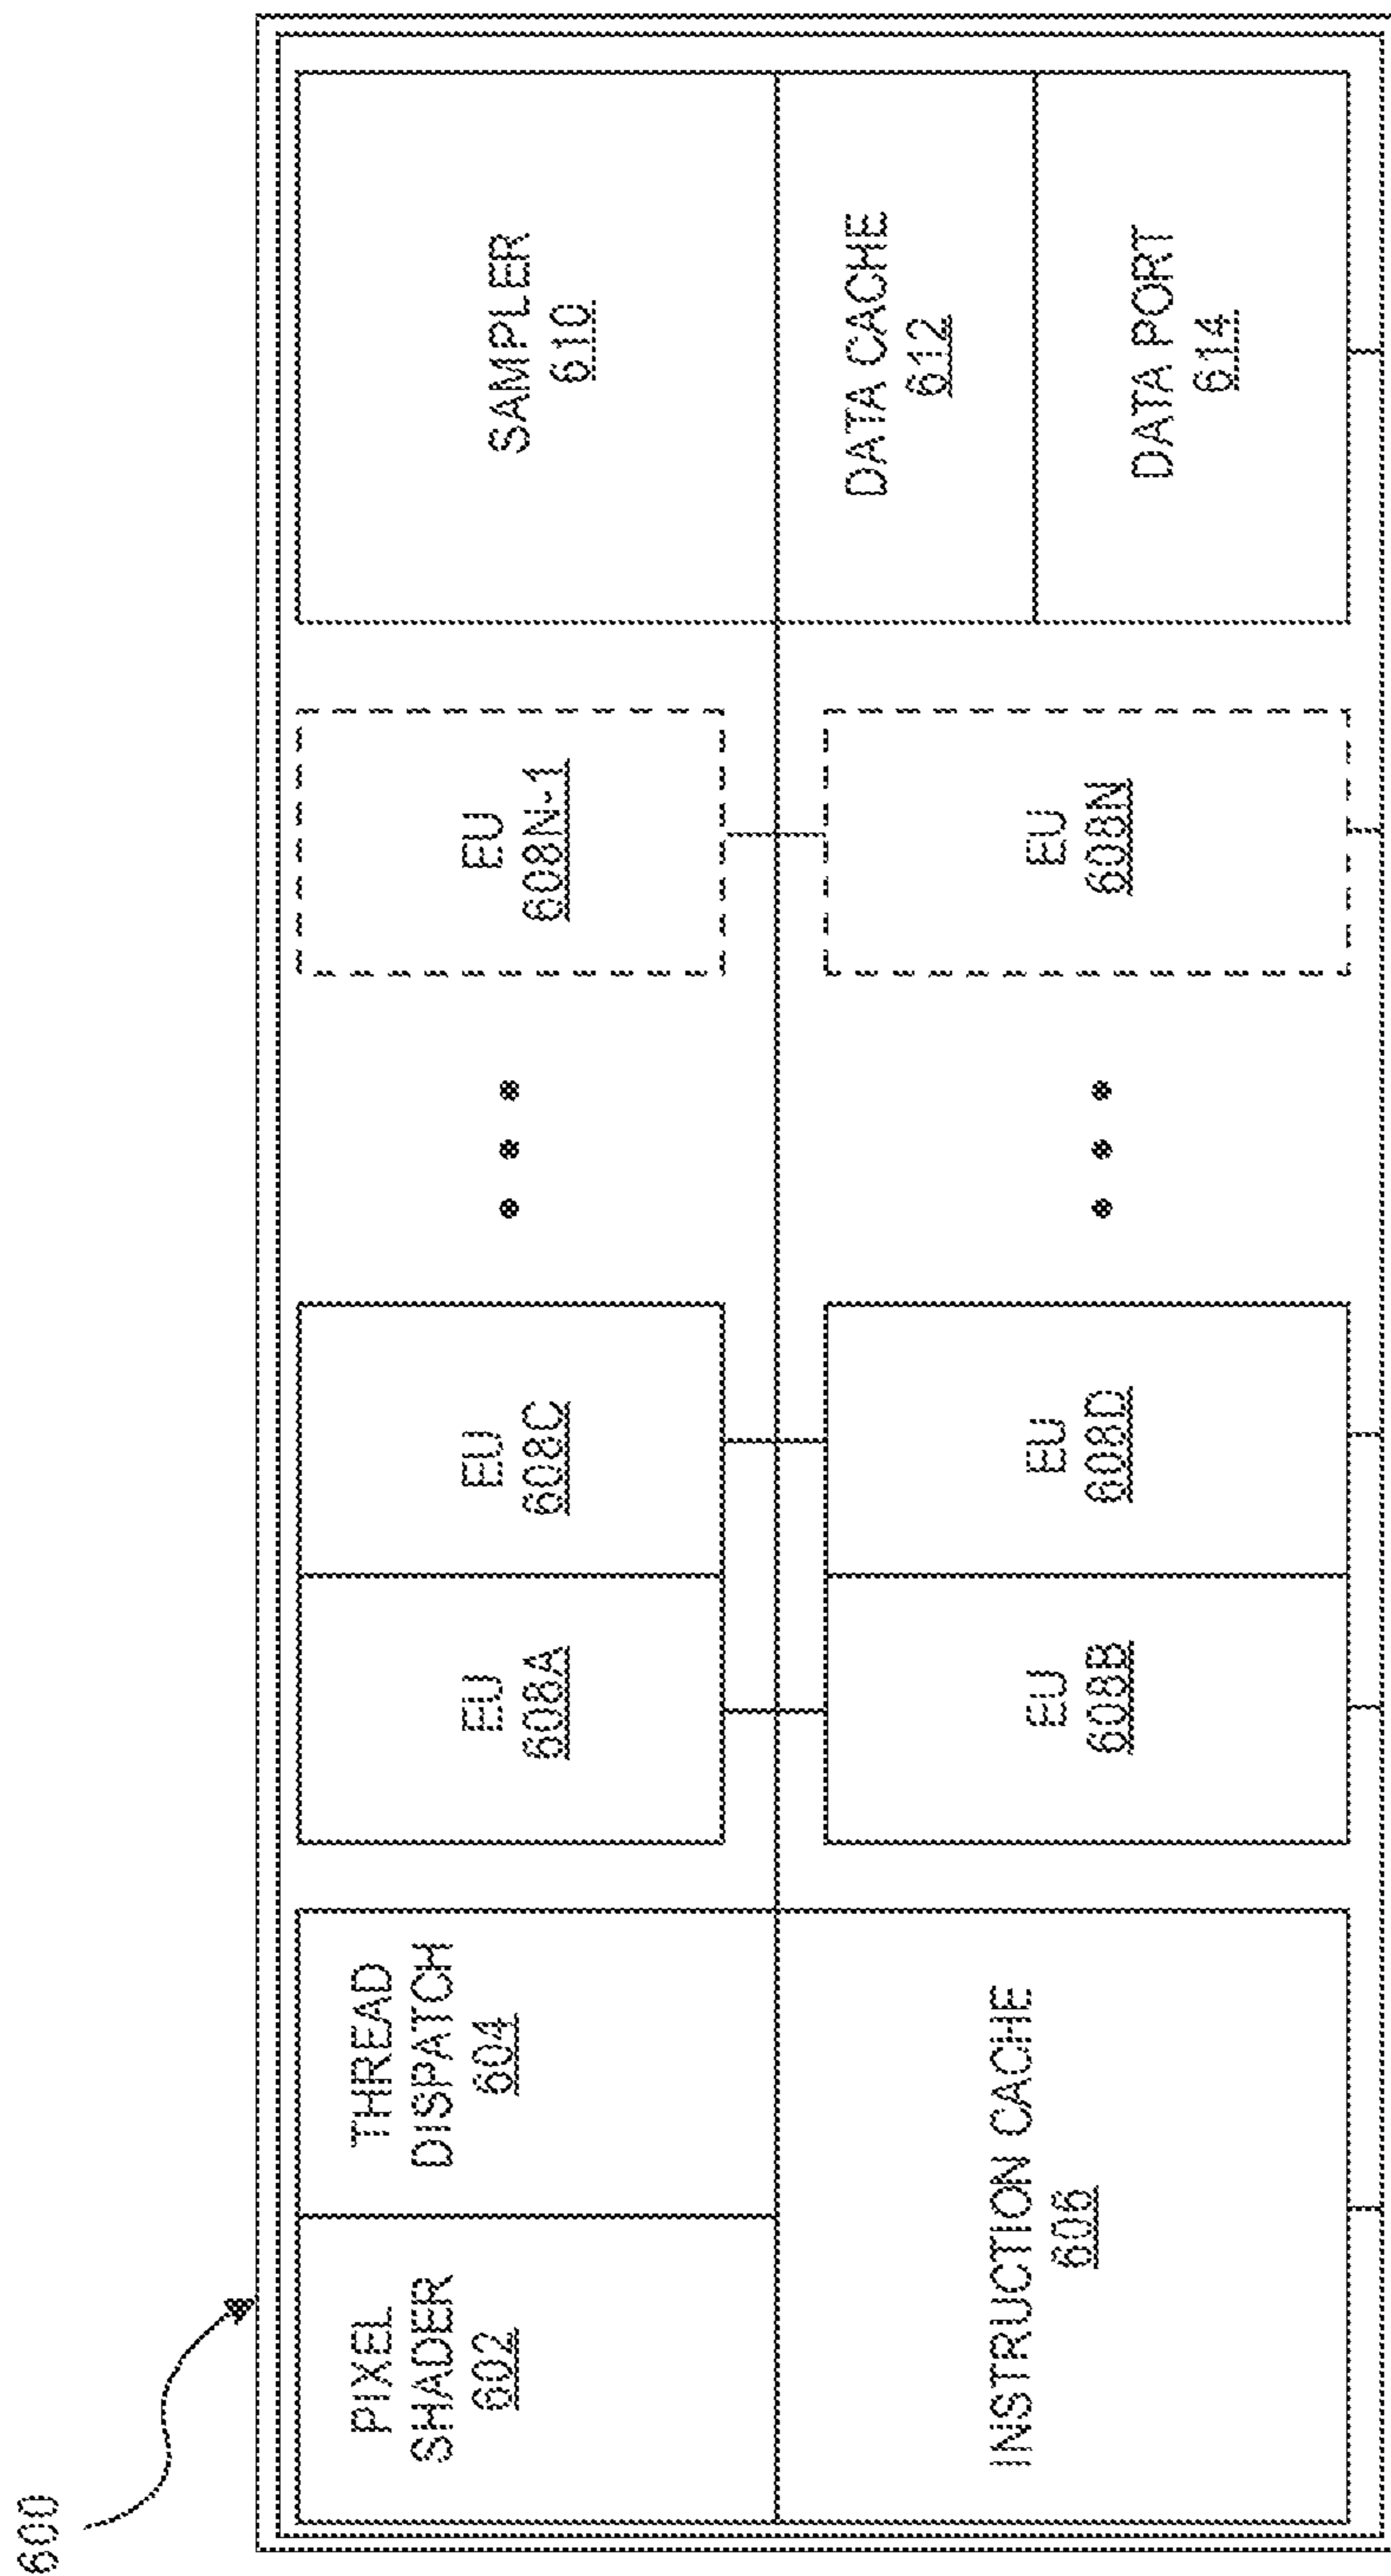 600
PIXEL
SHADER
602
THREAD
DISPATCH
604
INSTRUCTION CACHE
606
EU
608A
EU
608C
EU
608B
EU
608D
EU
608N-1
EU
608N
SAMPLER
610
DATA CACHE
612
DATA PORT
614